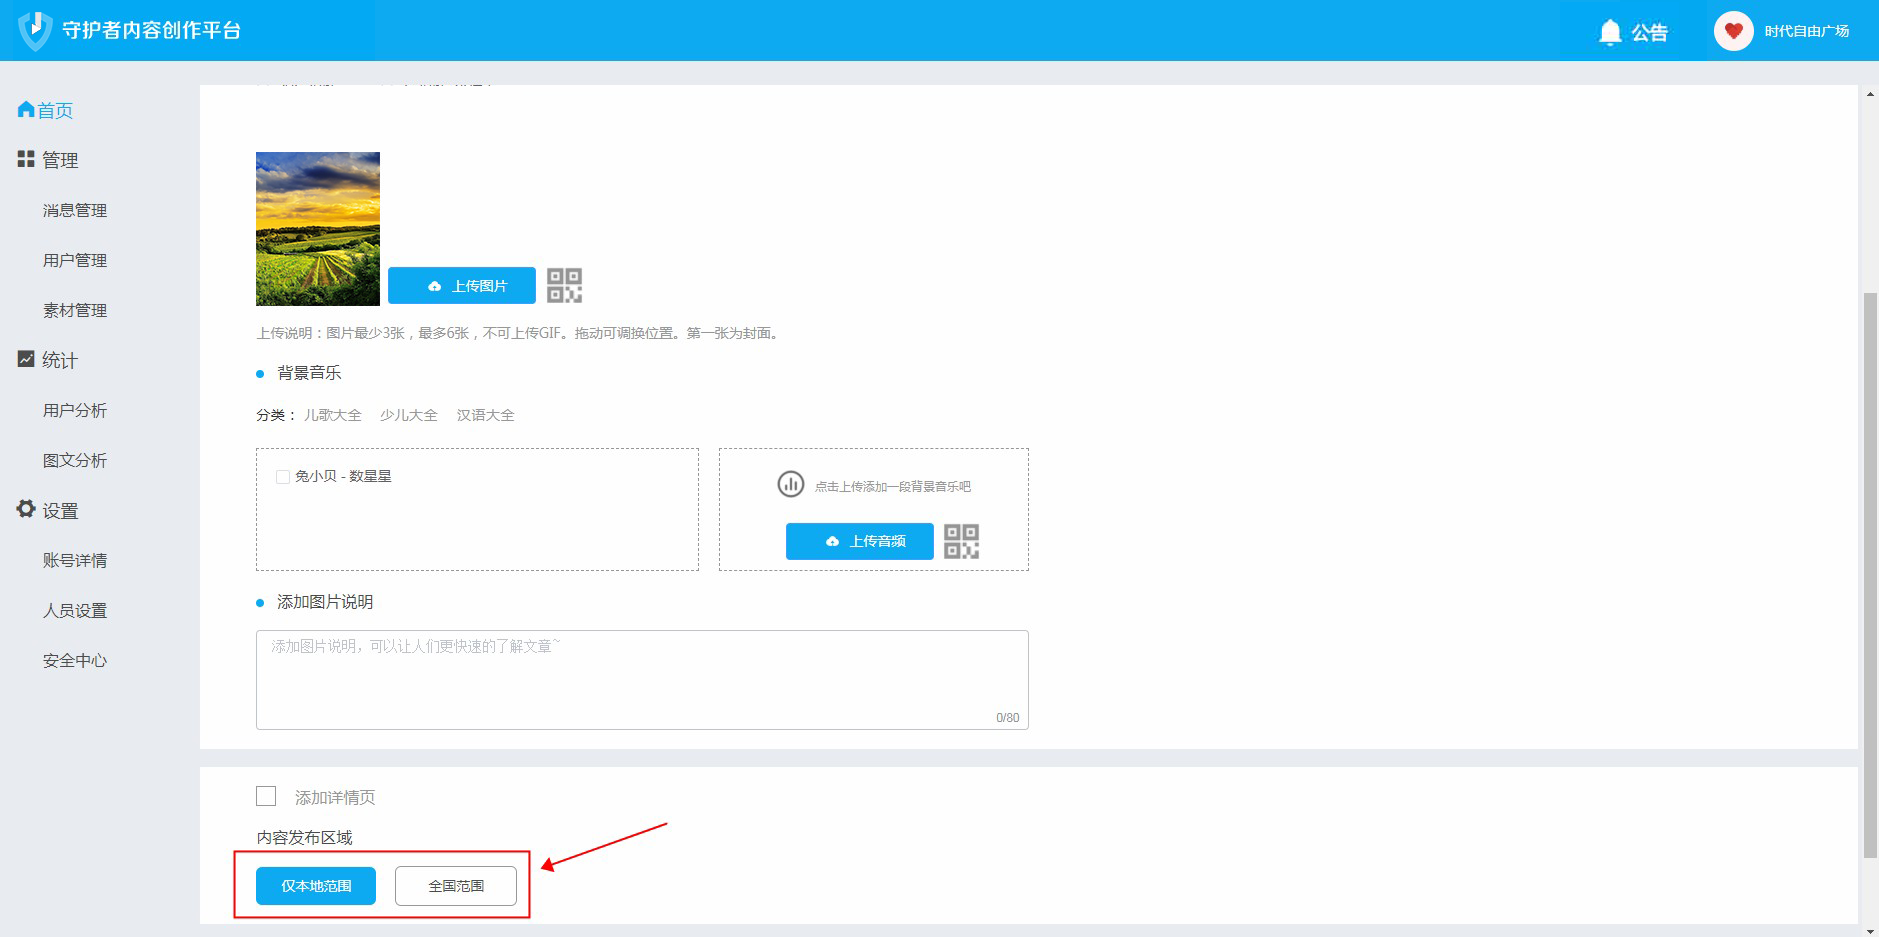 守护者内容创作平台
公告
时代自由广场
首页
管理
消息管理
用户管理
素材管理
统计
用户分析
图文分析
设置
账号详情
人员设置
安全中心
上传图片
上传说明：图片最少3张，最多6张，不可上传GIF。拖动可调换位置。第一张为封面。
背景音乐
分类： 儿歌大全 少儿大全 汉语大全
兔小贝 - 数星星
点击上传添加一段背景音乐吧
上传音频
添加图片说明
添加图片说明，可以让人们更快速的了解文章~
0/80
添加详情页
内容发布区域
仅本地范围
全国范围